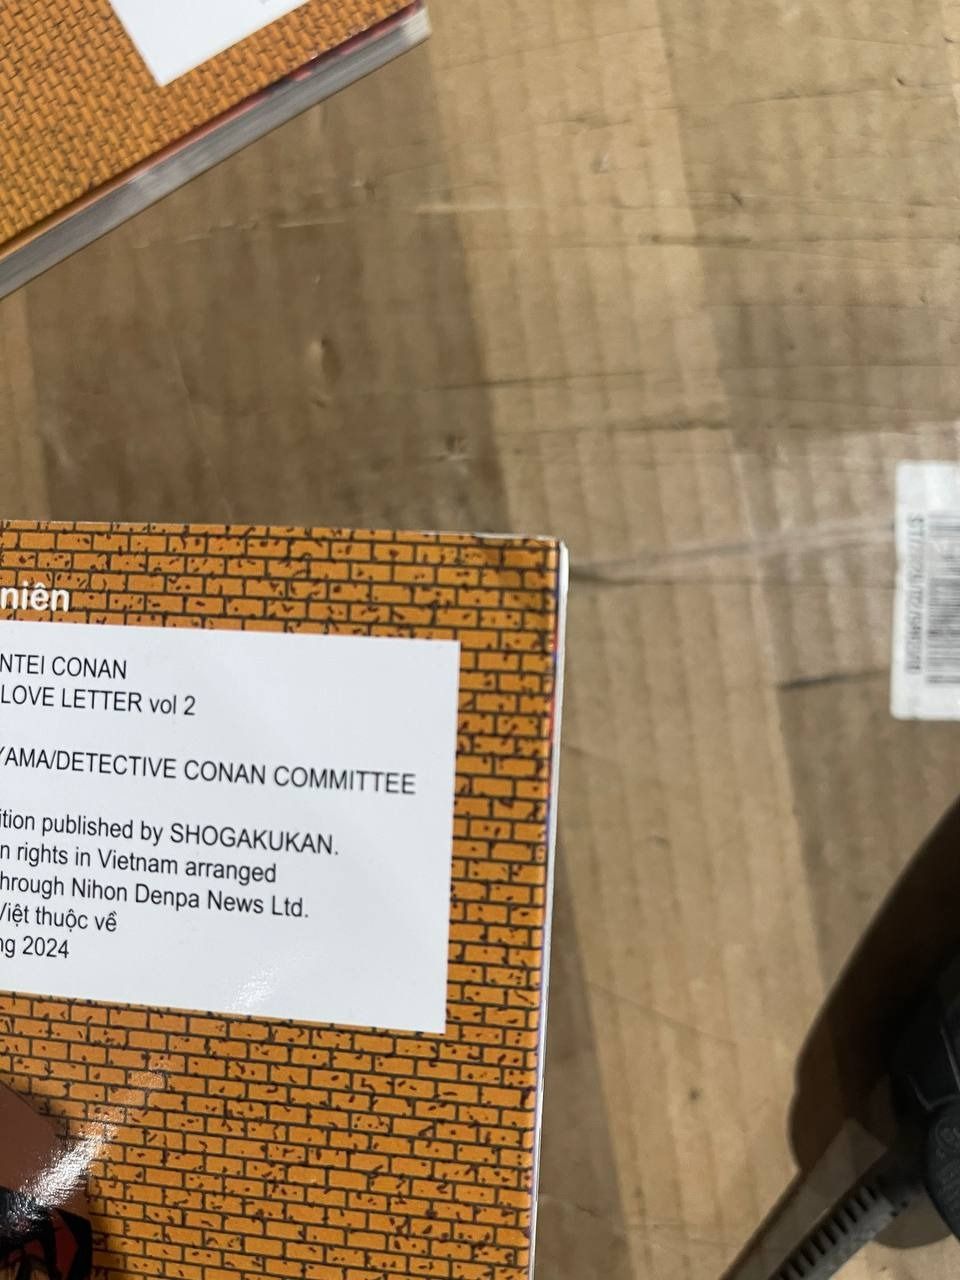 niên
NTEI CONAN
LOVE LETTER vol 2
YAMA/DETECTIVE CONAN COMMITTEE
ition published by SHOGAKUKAN.
n rights in Vietnam arranged
hrough Nihon Denpa News Ltd.
Việt thuộc về
ng 2024